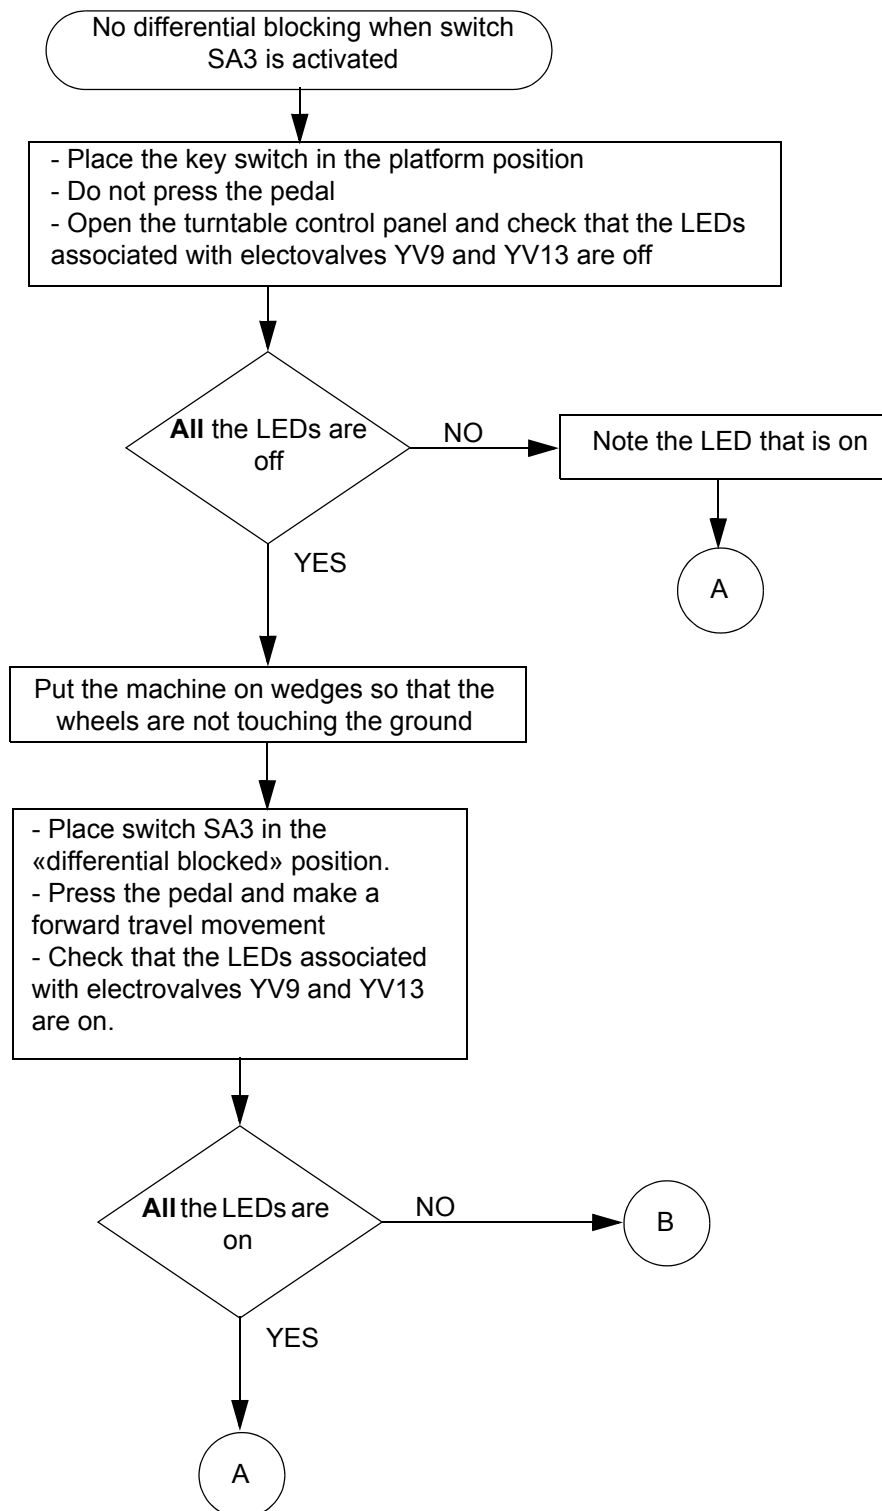 No differential blocking when switch
SA3 is activated
- Place the key switch in the platform position
- Do not press the pedal
- Open the turntable control panel and check that the LEDs
associated with electovalves YV9 and YV13 are off
All the LEDs are
off
NO
Note the LED that is on
A
YES
Put the machine on wedges so that the
wheels are not touching the ground
- Place switch SA3 in the
«differential blocked» position.
- Press the pedal and make a
forward travel movement
- Check that the LEDs associated
with electrovalves YV9 and YV13
are on.
All the LEDs are
on
NO
B
YES
A